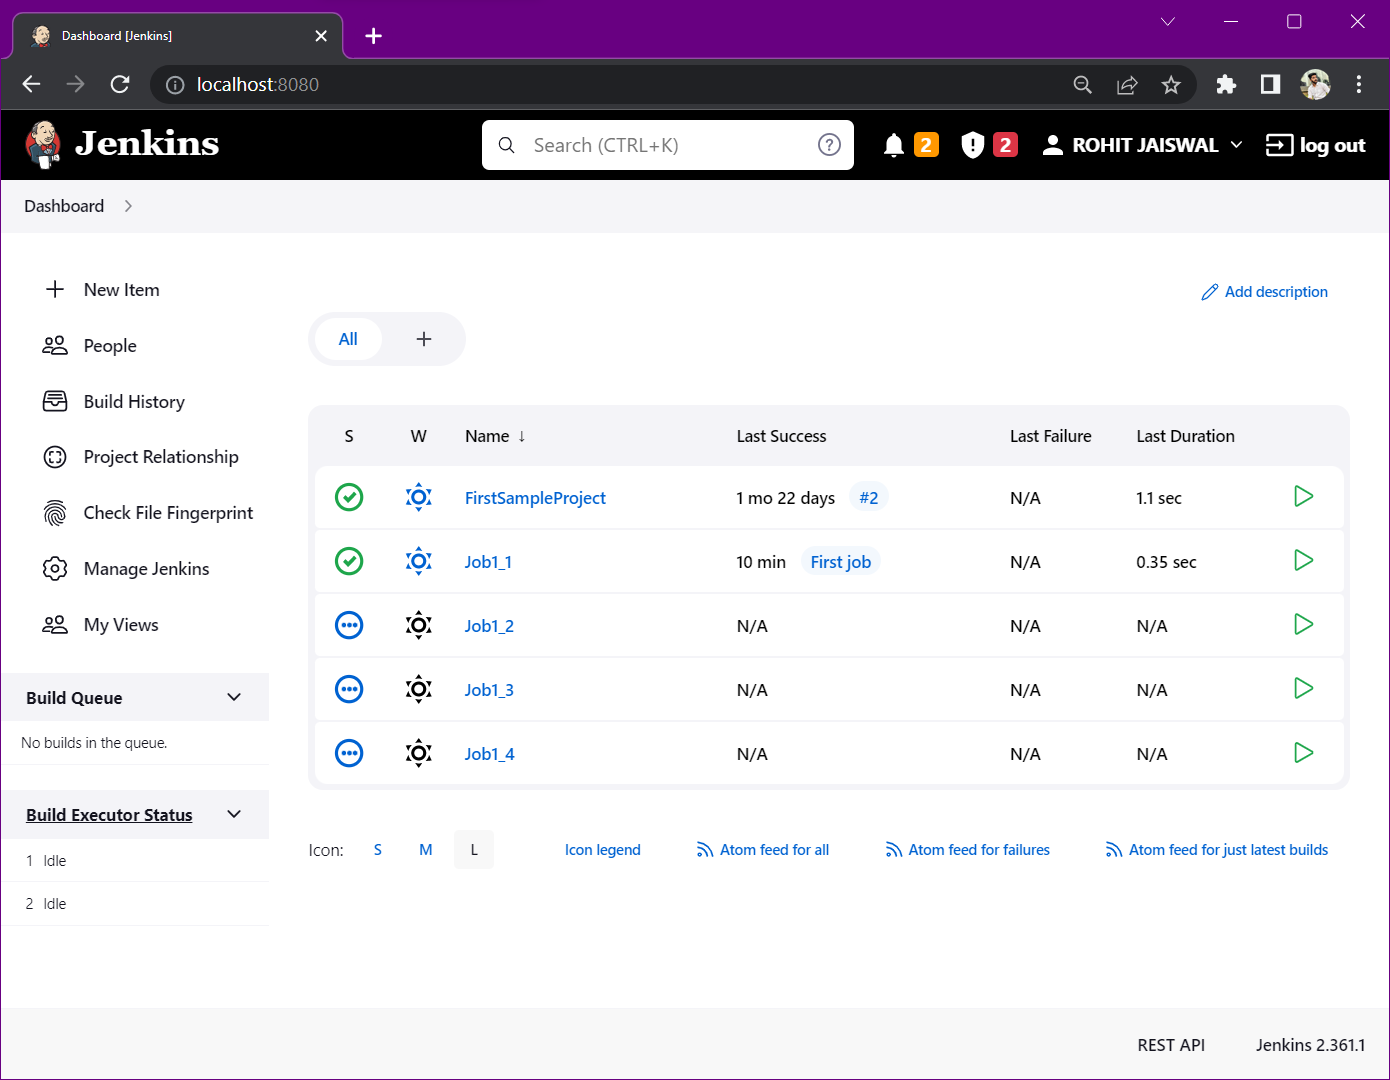 Dashboard [Jenkins]
localhost:8080
Jenkins
Search (CTRL+K)
2
2
ROHIT JAISWAL
log out
Dashboard
New Item
People
Build History
Project Relationship
Check File Fingerprint
Manage Jenkins
My Views
Build Queue
No builds in the queue.
Build Executor Status
1 Idle
2 Idle
Add description
All +
S W Name ↓ Last Success Last Failure Last Duration
FirstSampleProject 1 mo 22 days #2 N/A 1.1 sec
Job1_1 10 min First job N/A 0.35 sec
Job1_2 N/A N/A N/A
Job1_3 N/A N/A N/A
Job1_4 N/A N/A N/A
Icon: S M L Icon legend Atom feed for all Atom feed for failures Atom feed for just latest builds
REST API Jenkins 2.361.1